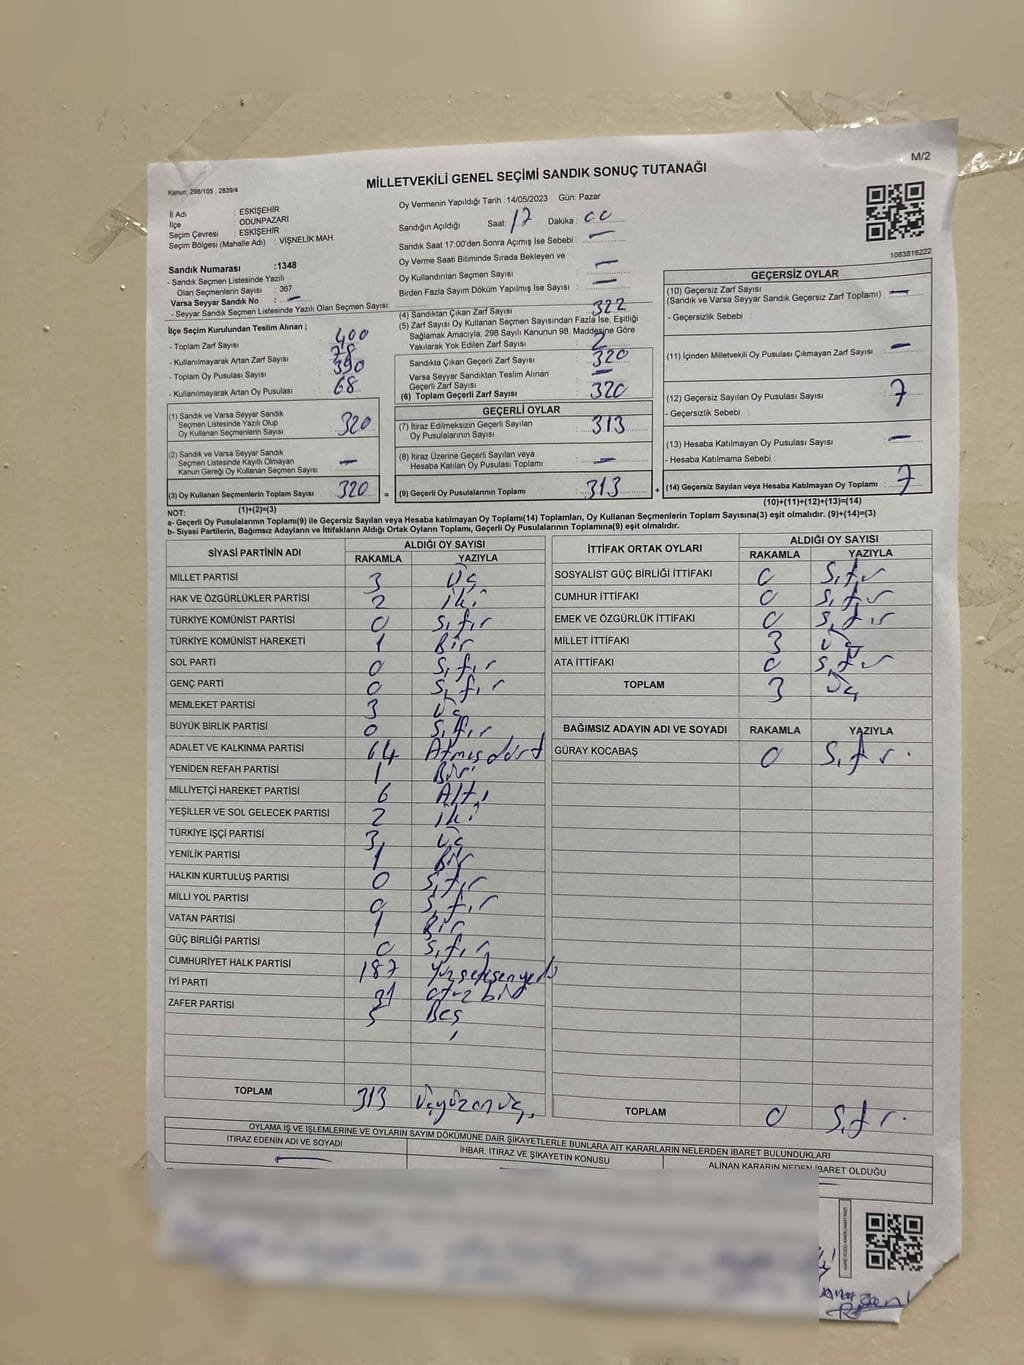 M/2
MİLLETVEKİLİ GENEL SEÇİMİ SANDIK SONUÇ TUTANAĞI
Kanun: 298/105 , 2839/4
İl Adı : ESKİŞEHİR
İlçe : ODUNPAZARI
Seçim Çevresi : ESKİŞEHİR
Seçim Bölgesi (Mahalle Adı) : VİŞNELİK MAH
Sandık Numarası :1348
- Sandık Seçmen Listesinde Yazılı
Olan Seçmenlerin Sayısı : 367
Varsa Seyyar Sandık No : —
- Seyyar Sandık Seçmen Listesinde Yazılı Olan Seçmen Sayısı:
Oy Vermenin Yapıldığı Tarih : 14/05/2023 Gün: Pazar
Sandığın Açıldığı Saat: 17 Dakika : 00
Sandık Saat 17:00'den Sonra Açımış İse Sebebi : —
Oy Verme Saati Bitiminde Sırada Bekleyen ve
Oy Kullandırılan Seçmen Sayısı : —
Birden Fazla Sayım Döküm Yapılmış İse Sayısı : —
(4) Sandıktan Çıkan Zarf Sayısı : 322
(5) Zarf Sayısı Oy Kullanan Seçmen Sayısından Fazla İse, Eşitliği
Sağlamak Amacıyla, 298 Sayılı Kanunun 98. Maddesine Göre
Yakılarak Yok Edilen Zarf Sayısı : 2
Sandıkta Çıkan Geçerli Zarf Sayısı : 320
Varsa Seyyar Sandıktan Teslim Alınan
Geçerli Zarf Sayısı : —
(6) Toplam Geçerli Zarf Sayısı : 320
İlçe Seçim Kurulundan Teslim Alınan ;
- Toplam Zarf Sayısı : 400
- Kullanılmayarak Artan Zarf Sayısı : 78
- Toplam Oy Pusulası Sayısı : 390
- Kullanılmayarak Artan Oy Pusulası : 68
(1) Sandık ve Varsa Seyyar Sandık
Seçmen Listesinde Yazılı Olup
Oy Kullanan Seçmenlerin Sayısı : 320
(2) Sandık ve Varsa Seyyar Sandık
Seçmen Listesinde Kayıtlı Olmayan
Kanun Gereği Oy Kullanan Seçmen Sayısı : —
(3) Oy Kullanan Seçmenlerin Toplam Sayısı : 320 =
(1)+(2)=(3)
GEÇERLİ OYLAR
(7) İtiraz Edilmeksizin Geçerli Sayılan
Oy Pusulalarının Sayısı : 313
(8) İtiraz Üzerine Geçerli Sayılan veya
Hesaba Katılan Oy Pusulası Toplamı : —
(9) Geçerli Oy Pusulalarının Toplamı : 313 +
1083816222
GEÇERSİZ OYLAR
(10) Geçersiz Zarf Sayısı
(Sandık ve Varsa Seyyar Sandık Geçersiz Zarf Toplamı) : —
- Geçersizlik Sebebi :
(11) İçinden Milletvekili Oy Pusulası Çıkmayan Zarf Sayısı : —
(12) Geçersiz Sayılan Oy Pusulası Sayısı : 7
- Geçersizlik Sebebi :
(13) Hesaba Katılmayan Oy Pusulası Sayısı : —
- Hesaba Katılmama Sebebi :
(14) Geçersiz Sayılan veya Hesaba Katılmayan Oy Toplamı : 7
(10)+(11)+(12)+(13)=(14)
NOT:
a- Geçerli Oy Pusulalarının Toplamı(9) ile Geçersiz Sayılan veya Hesaba katılmayan Oy Toplamı(14) Toplamları, Oy Kullanan Seçmenlerin Toplam Sayısına(3) eşit olmalıdır. (9)+(14)=(3)
b- Siyasi Partilerin, Bağımsız Adayların ve İttifakların Aldığı Ortak Oyların Toplamı, Geçerli Oy Pusulalarının Toplamına(9) eşit olmalıdır.
SİYASİ PARTİNİN ADI ALDIĞI OY SAYISI
RAKAMLA YAZIYLA
MİLLET PARTİSİ 3 Üç
HAK VE ÖZGÜRLÜKLER PARTİSİ 2 iki
TÜRKİYE KOMÜNİST PARTİSİ 0 Sıfır
TÜRKİYE KOMÜNİST HAREKETİ 1 Bir
SOL PARTİ 0 Sıfır
GENÇ PARTİ 0 Sıfır
MEMLEKET PARTİSİ 3 Üç
BÜYÜK BİRLİK PARTİSİ 0 Sıfır
ADALET VE KALKINMA PARTİSİ 64 Atmışdört
YENİDEN REFAH PARTİSİ 1 Bir
MİLLİYETÇİ HAREKET PARTİSİ 6 Altı
YEŞİLLER VE SOL GELECEK PARTİSİ 2 iki
TÜRKİYE İŞÇİ PARTİSİ 3 Üç
YENİLİK PARTİSİ 1 Bir
HALKIN KURTULUŞ PARTİSİ 0 Sıfır
MİLLİ YOL PARTİSİ 0 Sıfır
VATAN PARTİSİ 1 Bir
GÜÇ BİRLİĞİ PARTİSİ 0 Sıfır
CUMHURİYET HALK PARTİSİ 187 Yüzseksenyedi
İYİ PARTİ 31 otuz bir
ZAFER PARTİSİ 5 Beş
TOPLAM 313 üçyüzonüç
İTTİFAK ORTAK OYLARI ALDIĞI OY SAYISI
RAKAMLA YAZIYLA
SOSYALİST GÜÇ BİRLİĞİ İTTİFAKI 0 Sıfır
CUMHUR İTTİFAKI 0 Sıfır
EMEK VE ÖZGÜRLÜK İTTİFAKI 0 Sıfır
MİLLET İTTİFAKI 3 Üç
ATA İTTİFAKI 0 Sıfır
TOPLAM 3 Üç
BAĞIMSIZ ADAYIN ADI VE SOYADI RAKAMLA YAZIYLA
GÜRAY KOCABAŞ 0 Sıfır
TOPLAM 0 Sıfır
OYLAMA İŞ VE İŞLEMLERİNE VE OYLARIN SAYIM DÖKÜMÜNE DAİR ŞİKAYETLERLE BUNLARA AİT KARARLARIN NELERDEN İBARET BULUNDUKLARI
İTİRAZ EDENİN ADI VE SOYADI İHBAR, İTİRAZ VE ŞİKAYETİN KONUSU ALINAN KARARIN NEDEN İBARET OLDUĞU